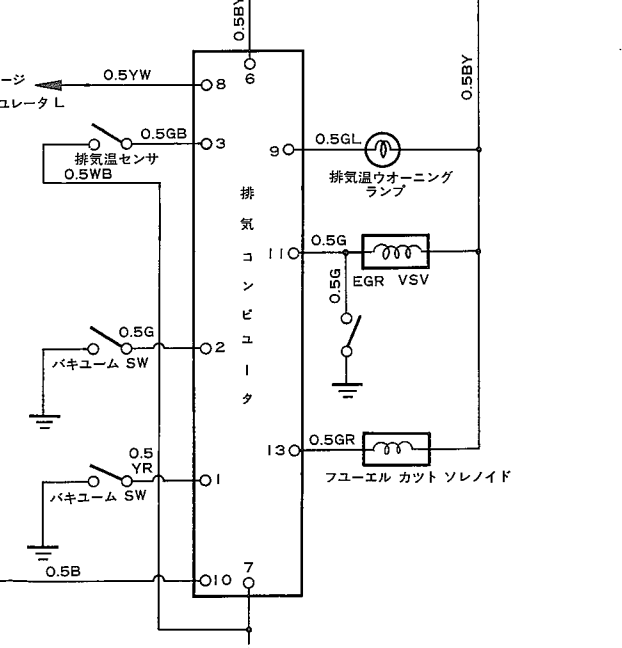 0.5BY
0.5BY
6
ージ
0.5YW
8
ュレータ L
0.5GB
3
排気温センサ
0.5WB
9
0.5GL
排気温ウオーニング
ランプ
排気コンピュータ
11
0.5G
0.5G
EGR VSV
0.5G
2
バキューム SW
13
0.5GR
フューエル カツト ソレノイド
0.5
YR
1
バキューム SW
0.5B
10
7